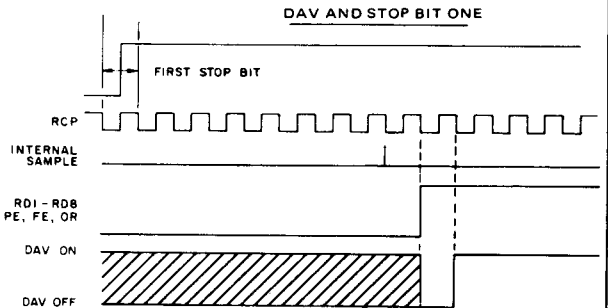 DAV AND STOP BIT ONE
FIRST STOP BIT
RCP
INTERNAL
SAMPLE
RD1-RD8
PE, FE, OR
DAV ON
DAV OFF